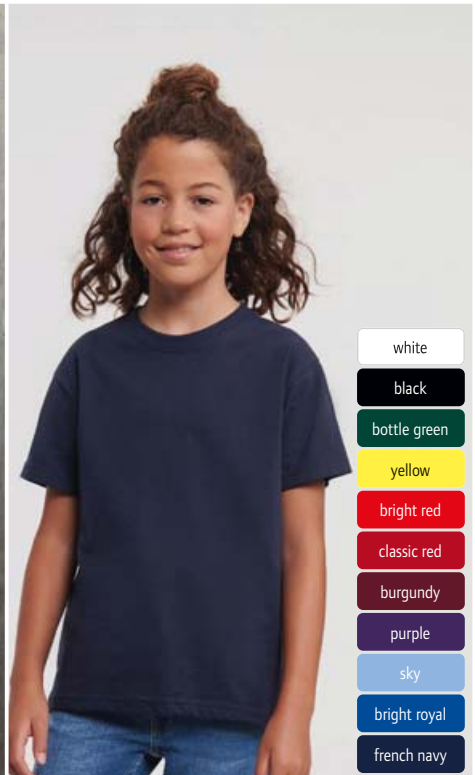 white
black
bottle green
yellow
bright red
classic red
burgundy
purple
sky
bright royal
french navy